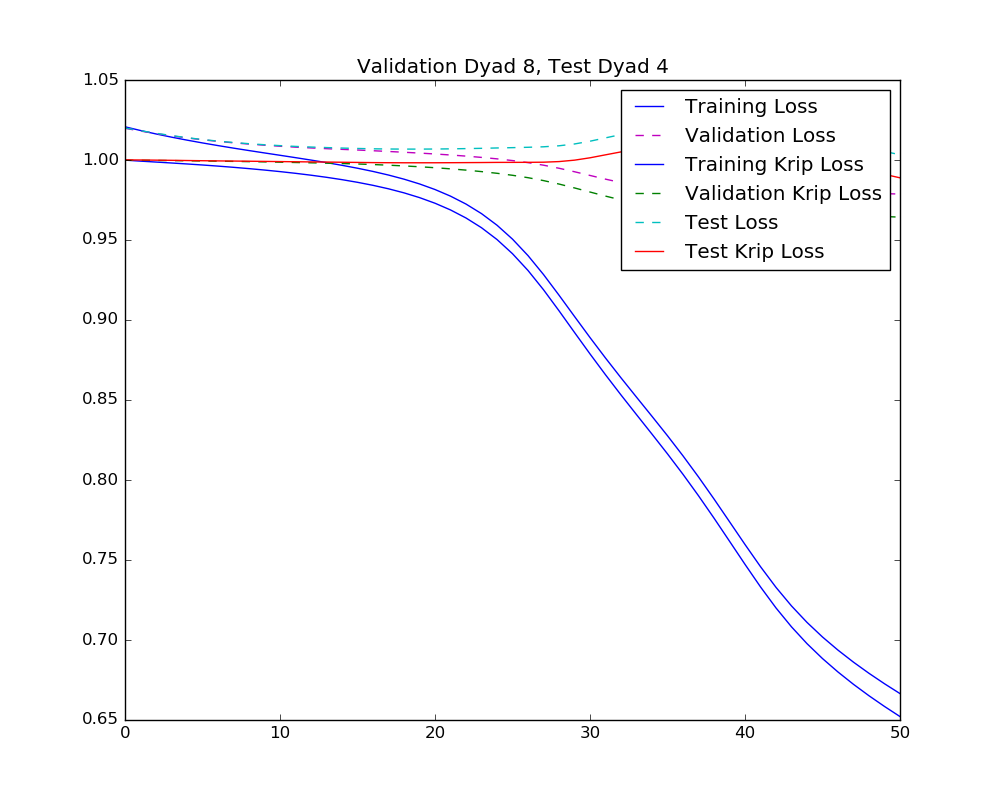 Validation Dyad 8, Test Dyad 4
1.05
1.00
0.95
0.90
0.85
0.80
0.75
0.70
0.65
Training Loss
Validation Loss
Training Krip Loss
Validation Krip Loss
Test Loss
Test Krip Loss
0 10 20 30 40 50